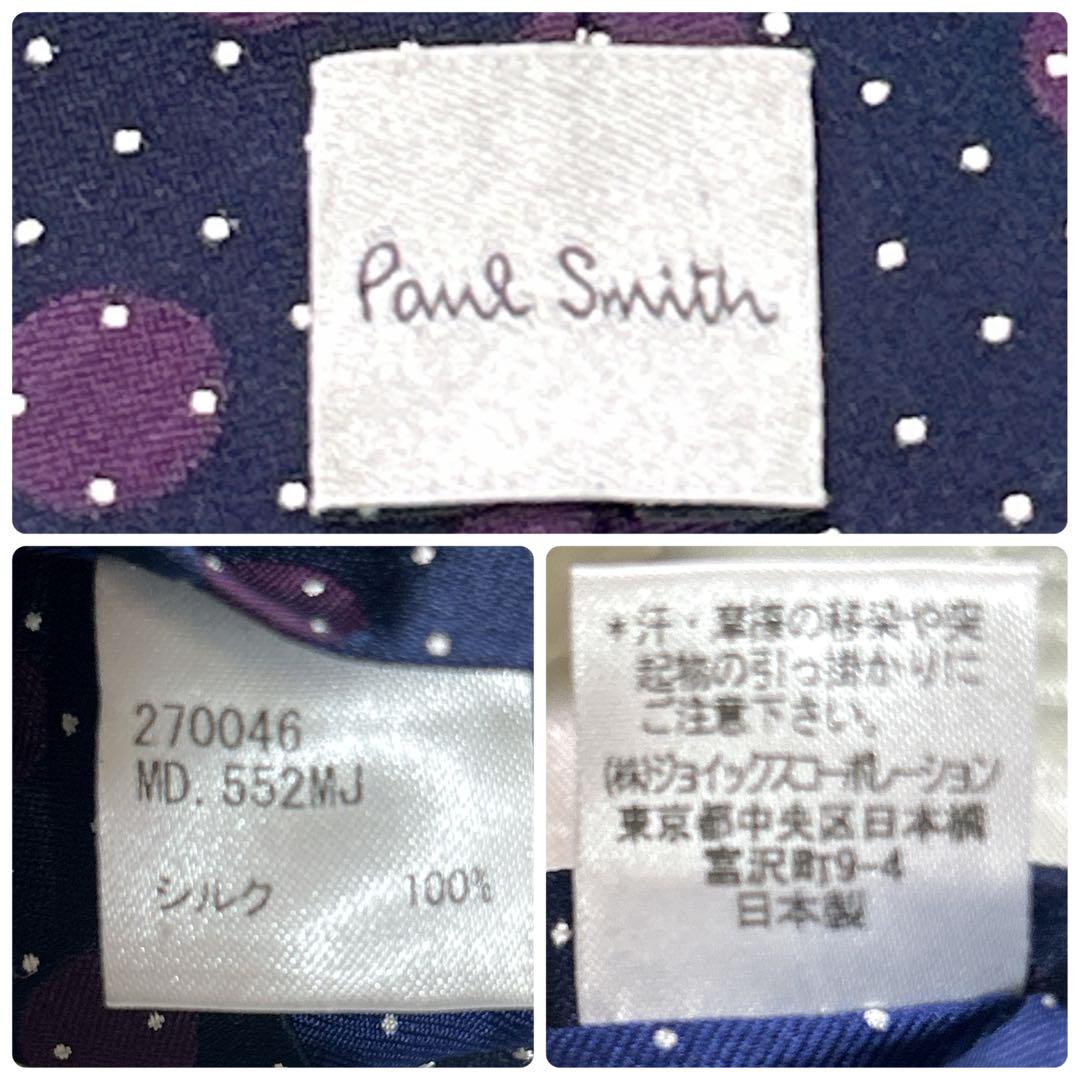 Paul Smith
270046
MD. 552MJ
シルク 100%
*汗・摩擦の移染や突
起物の引っ掛かりに
ご注意下さい。
(株)ジョイックスコーポレーション
東京都中央区日本橋
富沢町9-4
日本製